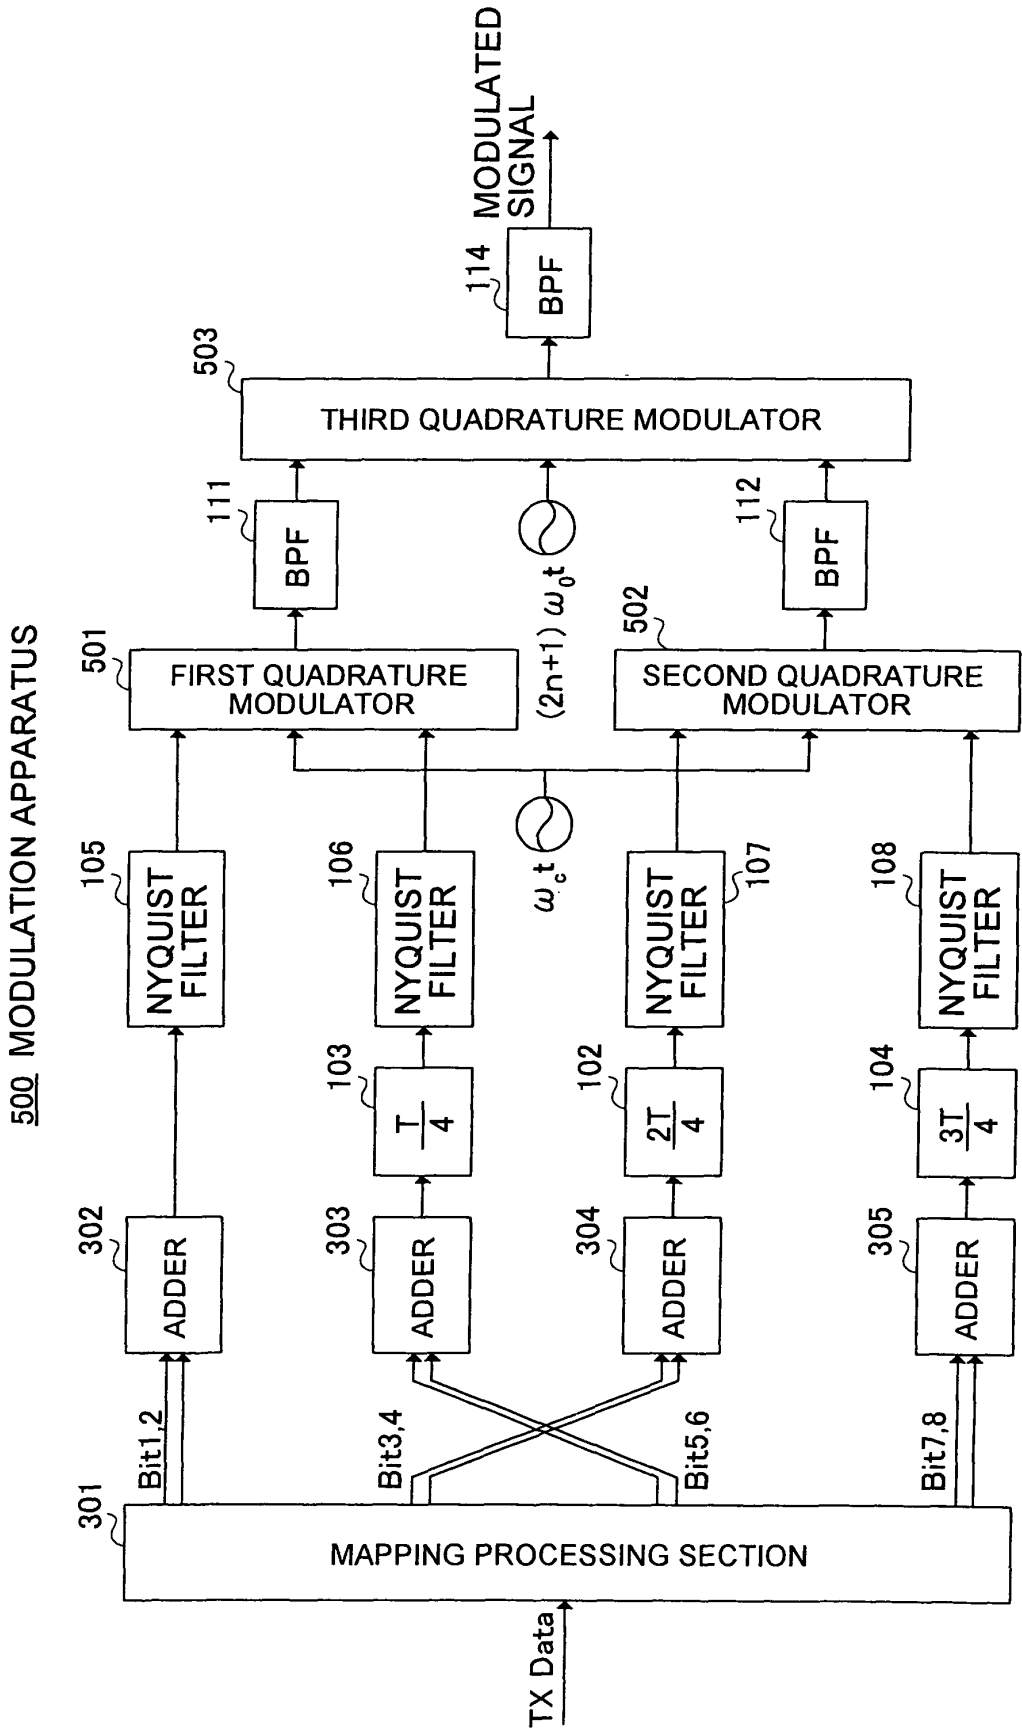 500 MODULATION APPARATUS
TX Data
301
MAPPING PROCESSING SECTION
Bit1,2
Bit3,4
Bit5,6
Bit7,8
302
ADDER
303
ADDER
304
ADDER
305
ADDER
103
T
4
102
2T
4
104
3T
4
105
NYQUIST
FILTER
106
NYQUIST
FILTER
107
NYQUIST
FILTER
108
NYQUIST
FILTER
ωct
501
FIRST QUADRATURE
MODULATOR
502
SECOND QUADRATURE
MODULATOR
111
BPF
(2n+1) ω0t
112
BPF
503
THIRD QUADRATURE MODULATOR
114
BPF
MODULATED
SIGNAL